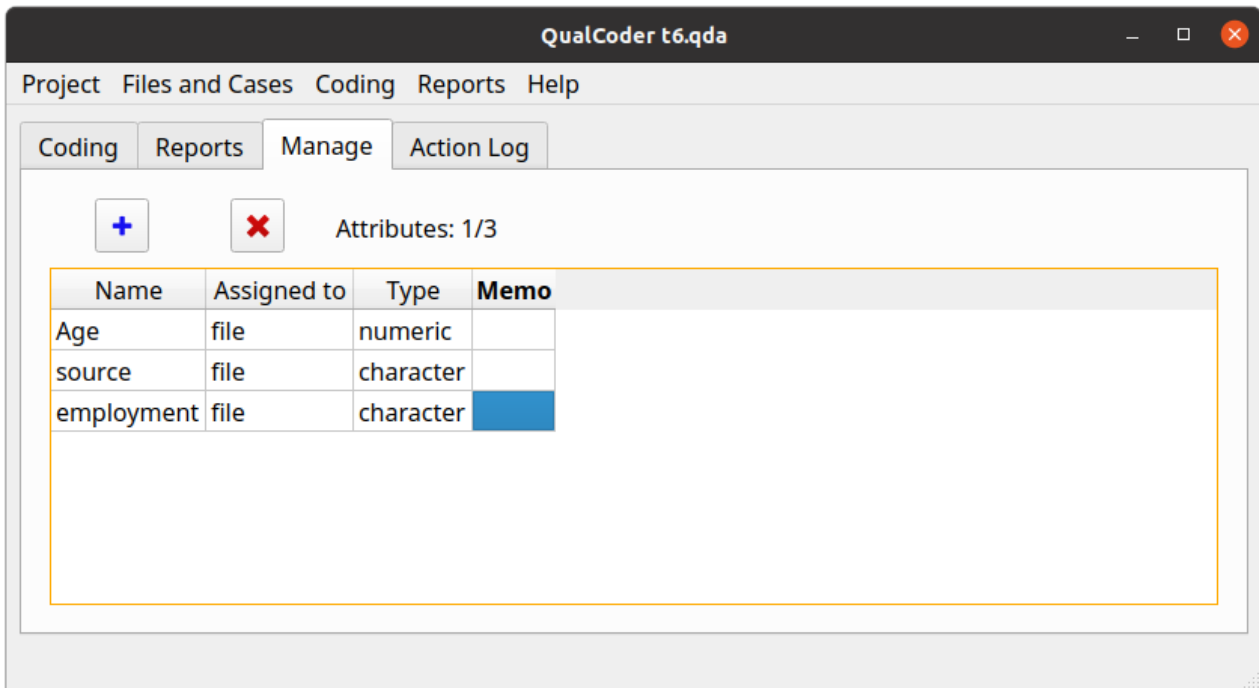 QualCoder t6.qda
Project Files and Cases Coding Reports Help
Coding Reports Manage Action Log
Attributes: 1/3
Name Assigned to Type Memo
Age file numeric
source file character
employment file character